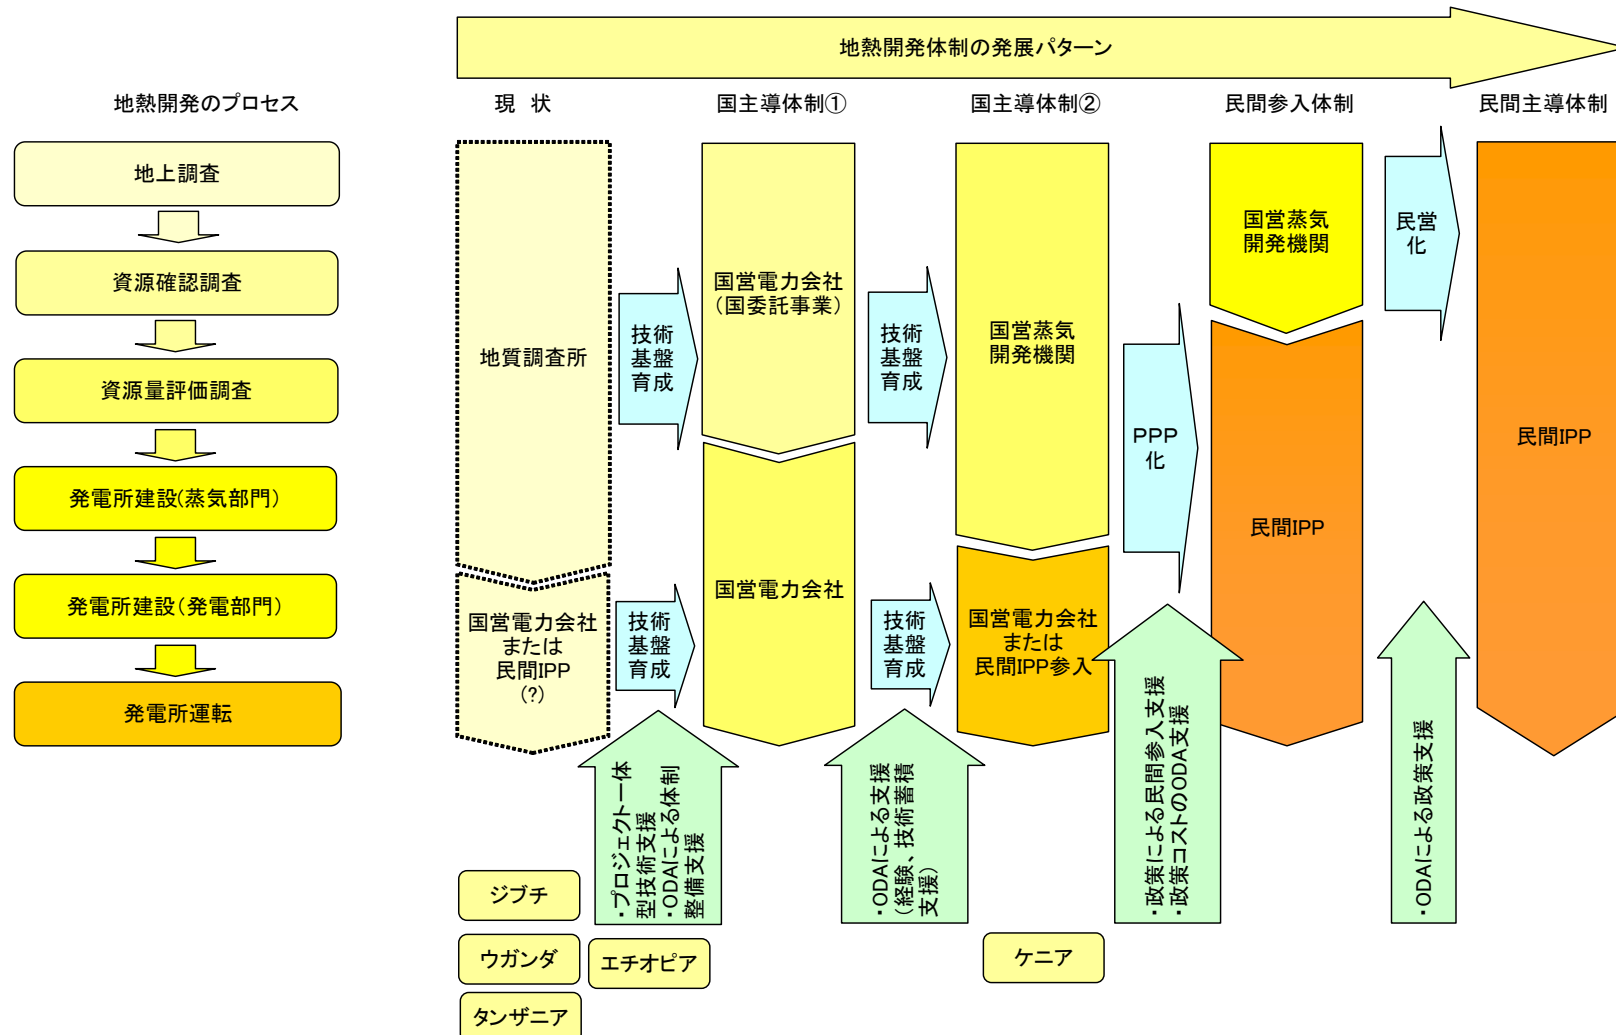 地熱開発体制の発展パターン
地熱開発のプロセス
現 状
国主導体制①
国主導体制②
民間参入体制
民間主導体制
地上調査
資源確認調査
資源量評価調査
発電所建設(蒸気部門)
発電所建設(発電部門)
発電所運転
地質調査所
国営電力会社
または
民間IPP
(?)
技術
基盤
育成
技術
基盤
育成
国営電力会社
(国委託事業)
国営電力会社
技術
基盤
育成
技術
基盤
育成
国営蒸気
開発機関
国営電力会社
または
民間IPP参入
PPP
化
国営蒸気
開発機関
民間IPP
民営
化
民間IPP
・プロジェクト一体
型技術支援
・ODAによる体制
整備支援
・ODAによる支援
(経験、技術蓄積
支援)
・政策による民間参入支援
・政策コストのODA支援
・ODAによる政策支援
ジブチ
ウガンダ
エチオピア
ケニア
タンザニア